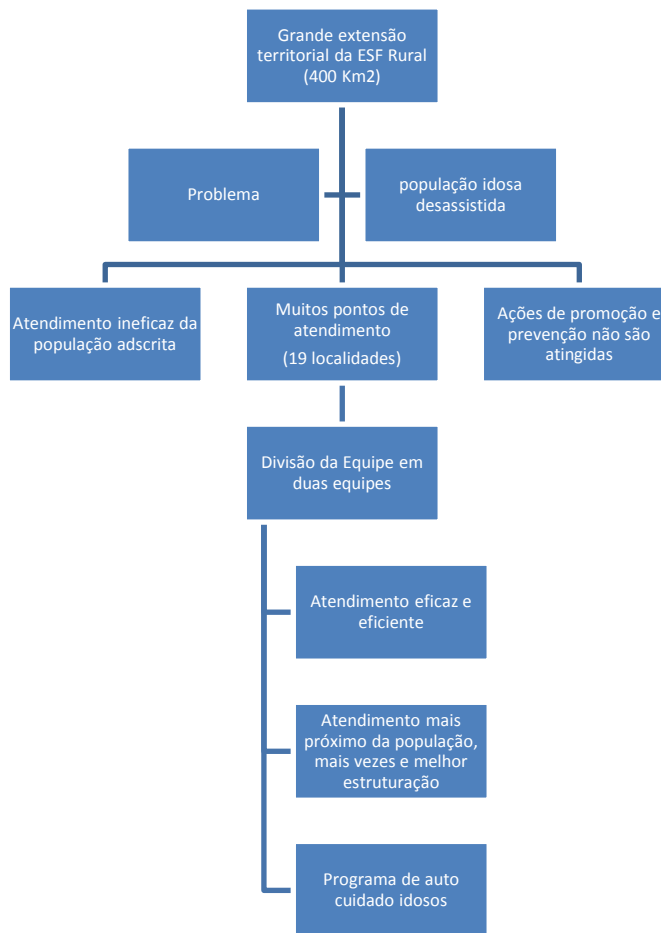 Grande extensão
territorial da ESF Rural
(400 Km2)
Problema
população idosa
desassistida
Atendimento ineficaz da
população adscrita
Muitos pontos de
atendimento
(19 localidades)
Ações de promoção e
prevenção não são
atingidas
Divisão da Equipe em
duas equipes
Atendimento eficaz e
eficiente
Atendimento mais
próximo da população,
mais vezes e melhor
estruturação
Programa de auto
cuidado idosos